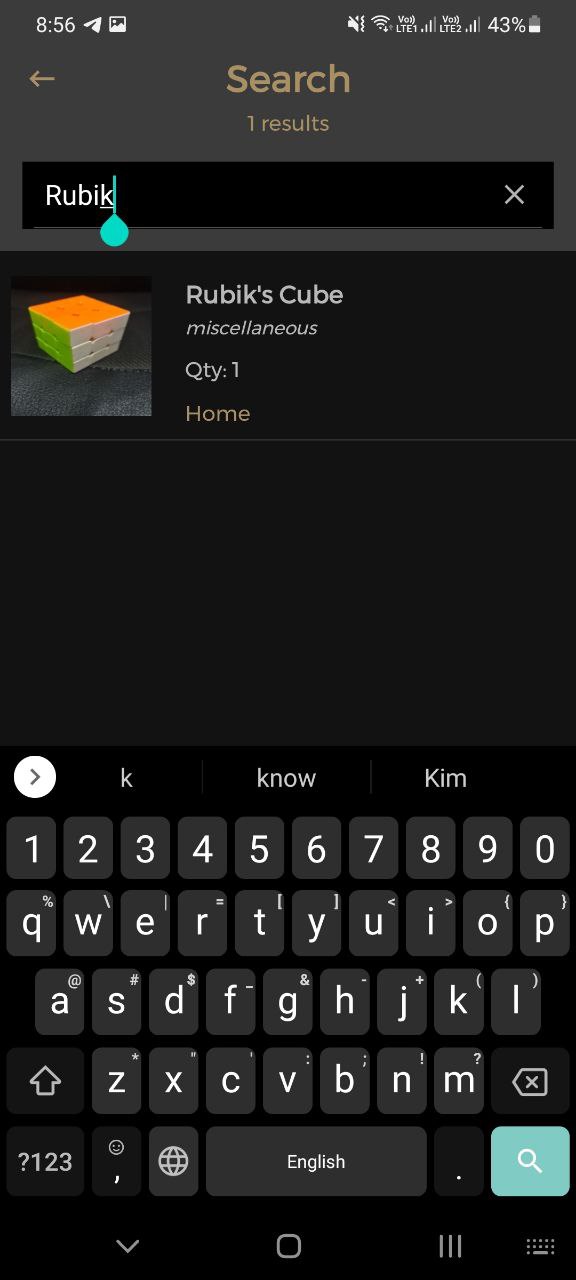 8:56 Vo)) LTE1 Vo)) LTE2 43%
Search
1 results
Rubik
Rubik's Cube
miscellaneous
Qty: 1
Home
k know Kim
1 2 3 4 5 6 7 8 9 0
% \ | = [ ] < > { }
q w e r t y u i o p
@ # $ _ & - + ( )
a s d f g h j k l
* " ' : ; ! ?
z x c v b n m
?123 , English .